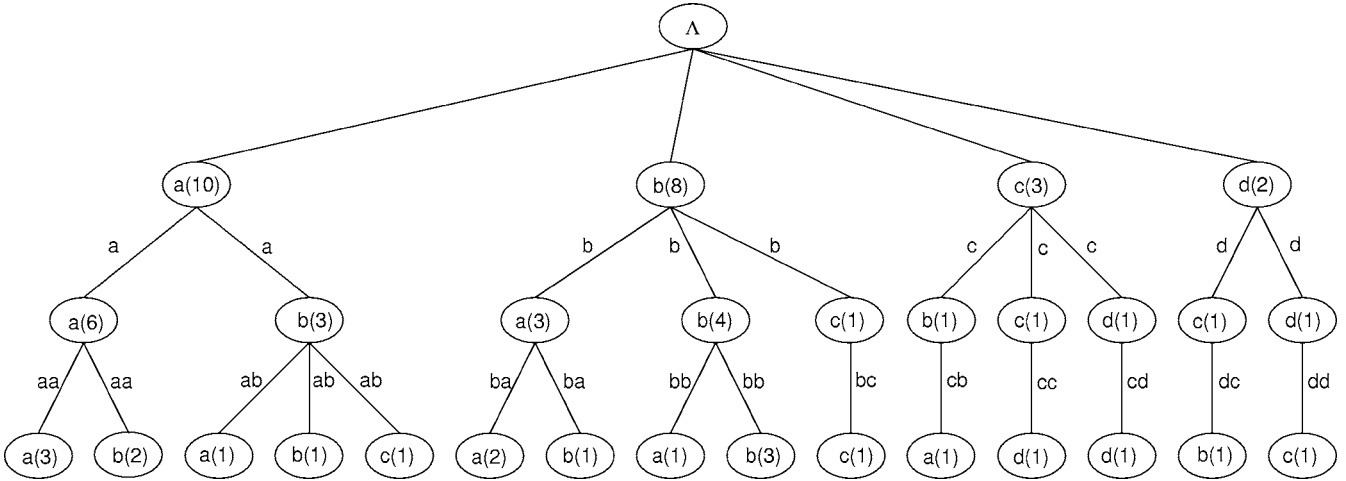 Λ
a(10) b(8) c(3) d(2)
a a b b b c c c d d
a(6) b(3) a(3) b(4) c(1) b(1) c(1) d(1) c(1) d(1)
aa aa ab ab ab ba ba bb bb bc cb cc cd dc dd
a(3) b(2) a(1) b(1) c(1) a(2) b(1) a(1) b(3) c(1) a(1) d(1) d(1) b(1) c(1)